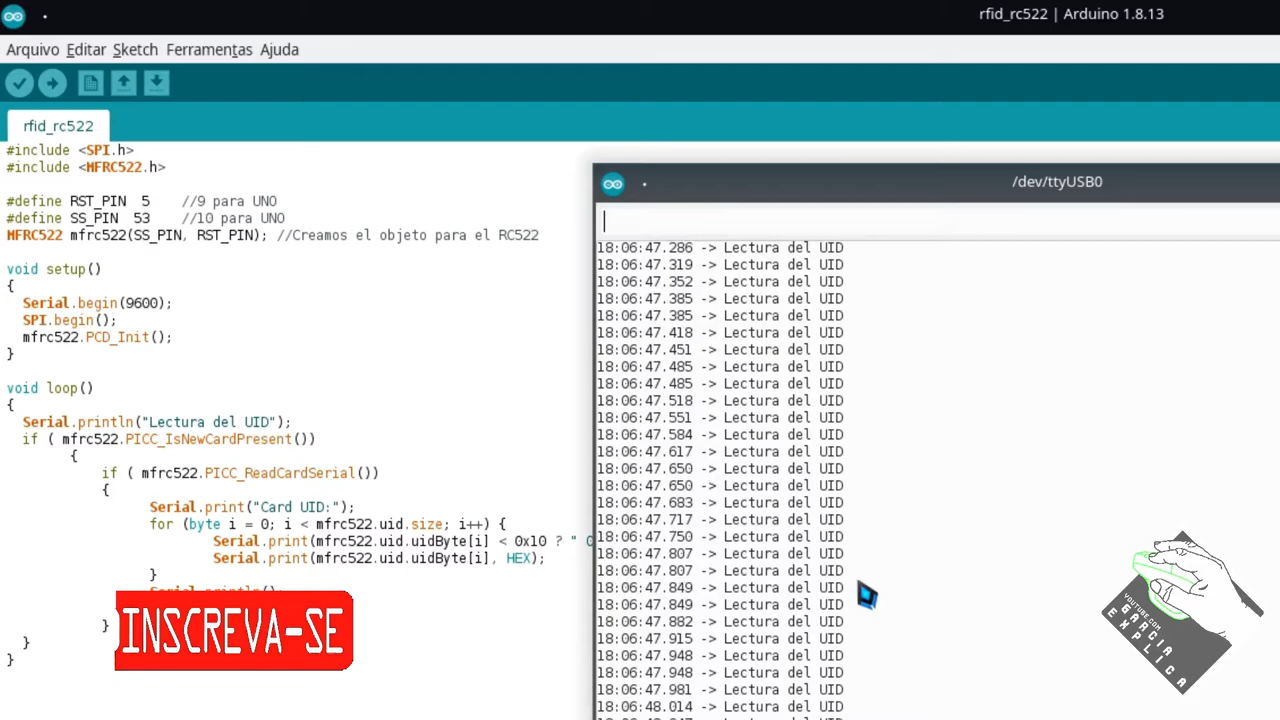 rfid_rc522 | Arduino 1.8.13
Arquivo Editar Sketch Ferramentas Ajuda
rfid_rc522
#include <SPI.h>
#include <MFRC522.h>
#define RST_PIN 5 //9 para UNO
#define SS_PIN 53 //10 para UNO
MFRC522 mfrc522(SS_PIN, RST_PIN); //Creamos el objeto para el RC522
void setup()
{
Serial.begin(9600);
SPI.begin();
mfrc522.PCD_Init();
}
void loop()
{
Serial.println("Lectura del UID");
if ( mfrc522.PICC_IsNewCardPresent())
{
if ( mfrc522.PICC_ReadCardSerial())
{
Serial.print("Card UID:");
for (byte i = 0; i < mfrc522.uid.size; i++) {
Serial.print(mfrc522.uid.uidByte[i] < 0x10 ? " 0
Serial.print(mfrc522.uid.uidByte[i], HEX);
}
}
}
}
INSCREVA-SE
/dev/ttyUSB0
18:06:47.286 -> Lectura del UID
18:06:47.319 -> Lectura del UID
18:06:47.352 -> Lectura del UID
18:06:47.385 -> Lectura del UID
18:06:47.385 -> Lectura del UID
18:06:47.418 -> Lectura del UID
18:06:47.451 -> Lectura del UID
18:06:47.485 -> Lectura del UID
18:06:47.485 -> Lectura del UID
18:06:47.518 -> Lectura del UID
18:06:47.551 -> Lectura del UID
18:06:47.584 -> Lectura del UID
18:06:47.617 -> Lectura del UID
18:06:47.650 -> Lectura del UID
18:06:47.650 -> Lectura del UID
18:06:47.683 -> Lectura del UID
18:06:47.717 -> Lectura del UID
18:06:47.750 -> Lectura del UID
18:06:47.807 -> Lectura del UID
18:06:47.807 -> Lectura del UID
18:06:47.849 -> Lectura del UID
18:06:47.849 -> Lectura del UID
18:06:47.882 -> Lectura del UID
18:06:47.915 -> Lectura del UID
18:06:47.948 -> Lectura del UID
18:06:47.948 -> Lectura del UID
18:06:47.981 -> Lectura del UID
18:06:48.014 -> Lectura del UID
YOUTUBE.COM
GARCIA
EXPLICA